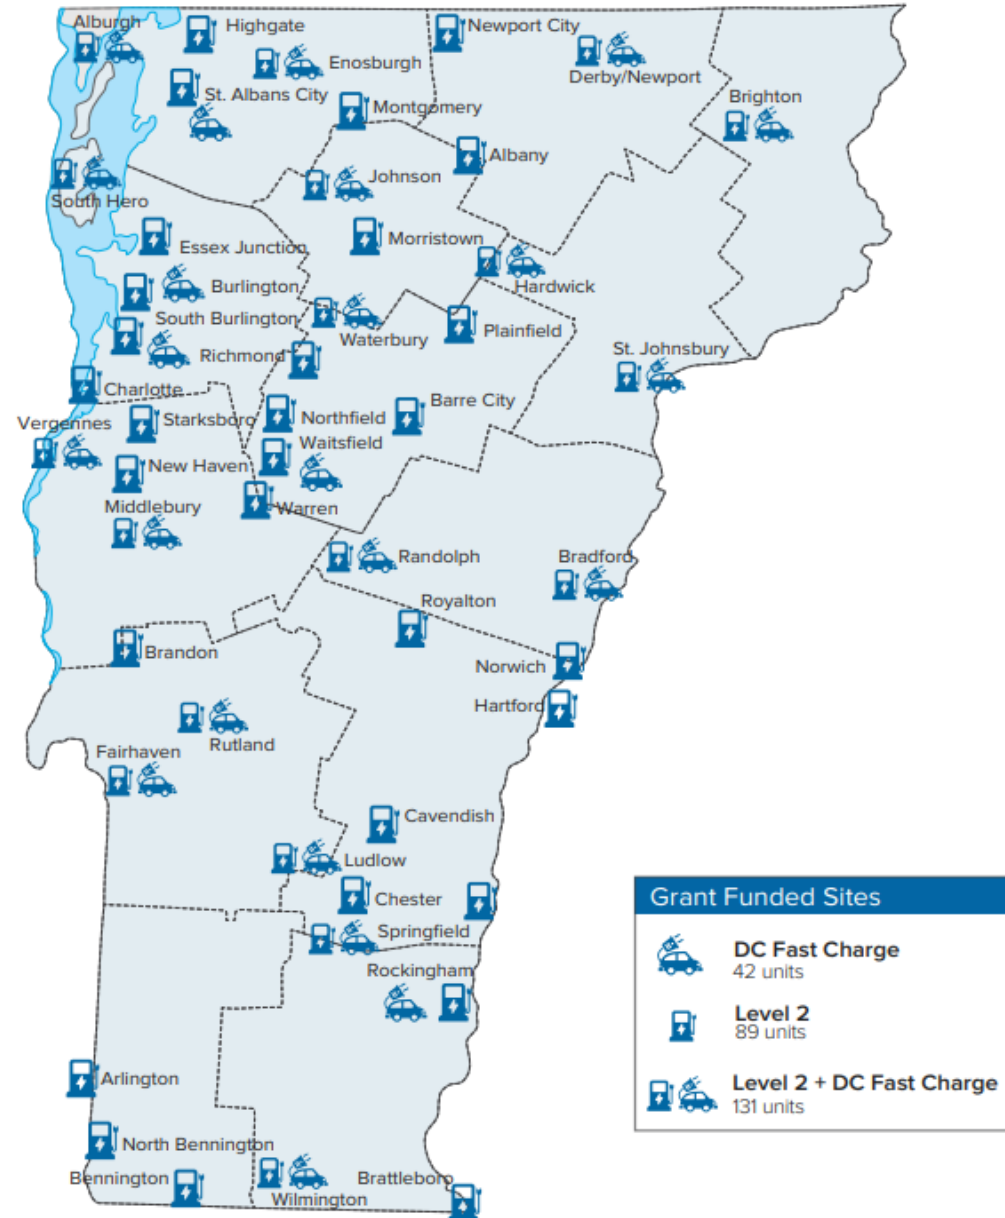 Alburgh
Highgate
Newport City
Enosburgh
Derby/Newport
St. Albans City
Brighton
Montgomery
Albany
Johnson
South Hero
Morristown
Essex Junction
Burlington
Hardwick
South Burlington
Waterbury
Plainfield
Richmond
St. Johnsbury
Charlotte
Barre City
Vergennes
Starksboro
Northfield
Waitsfield
New Haven
Middlebury
Warren
Randolph
Bradford
Royalton
Brandon
Norwich
Hartford
Rutland
Fairhaven
Cavendish
Ludlow
Chester
Springfield
Rockingham
Arlington
North Bennington
Bennington
Brattleboro
Wilmington
Grant Funded Sites
DC Fast Charge
42 units
Level 2
89 units
Level 2 + DC Fast Charge
131 units